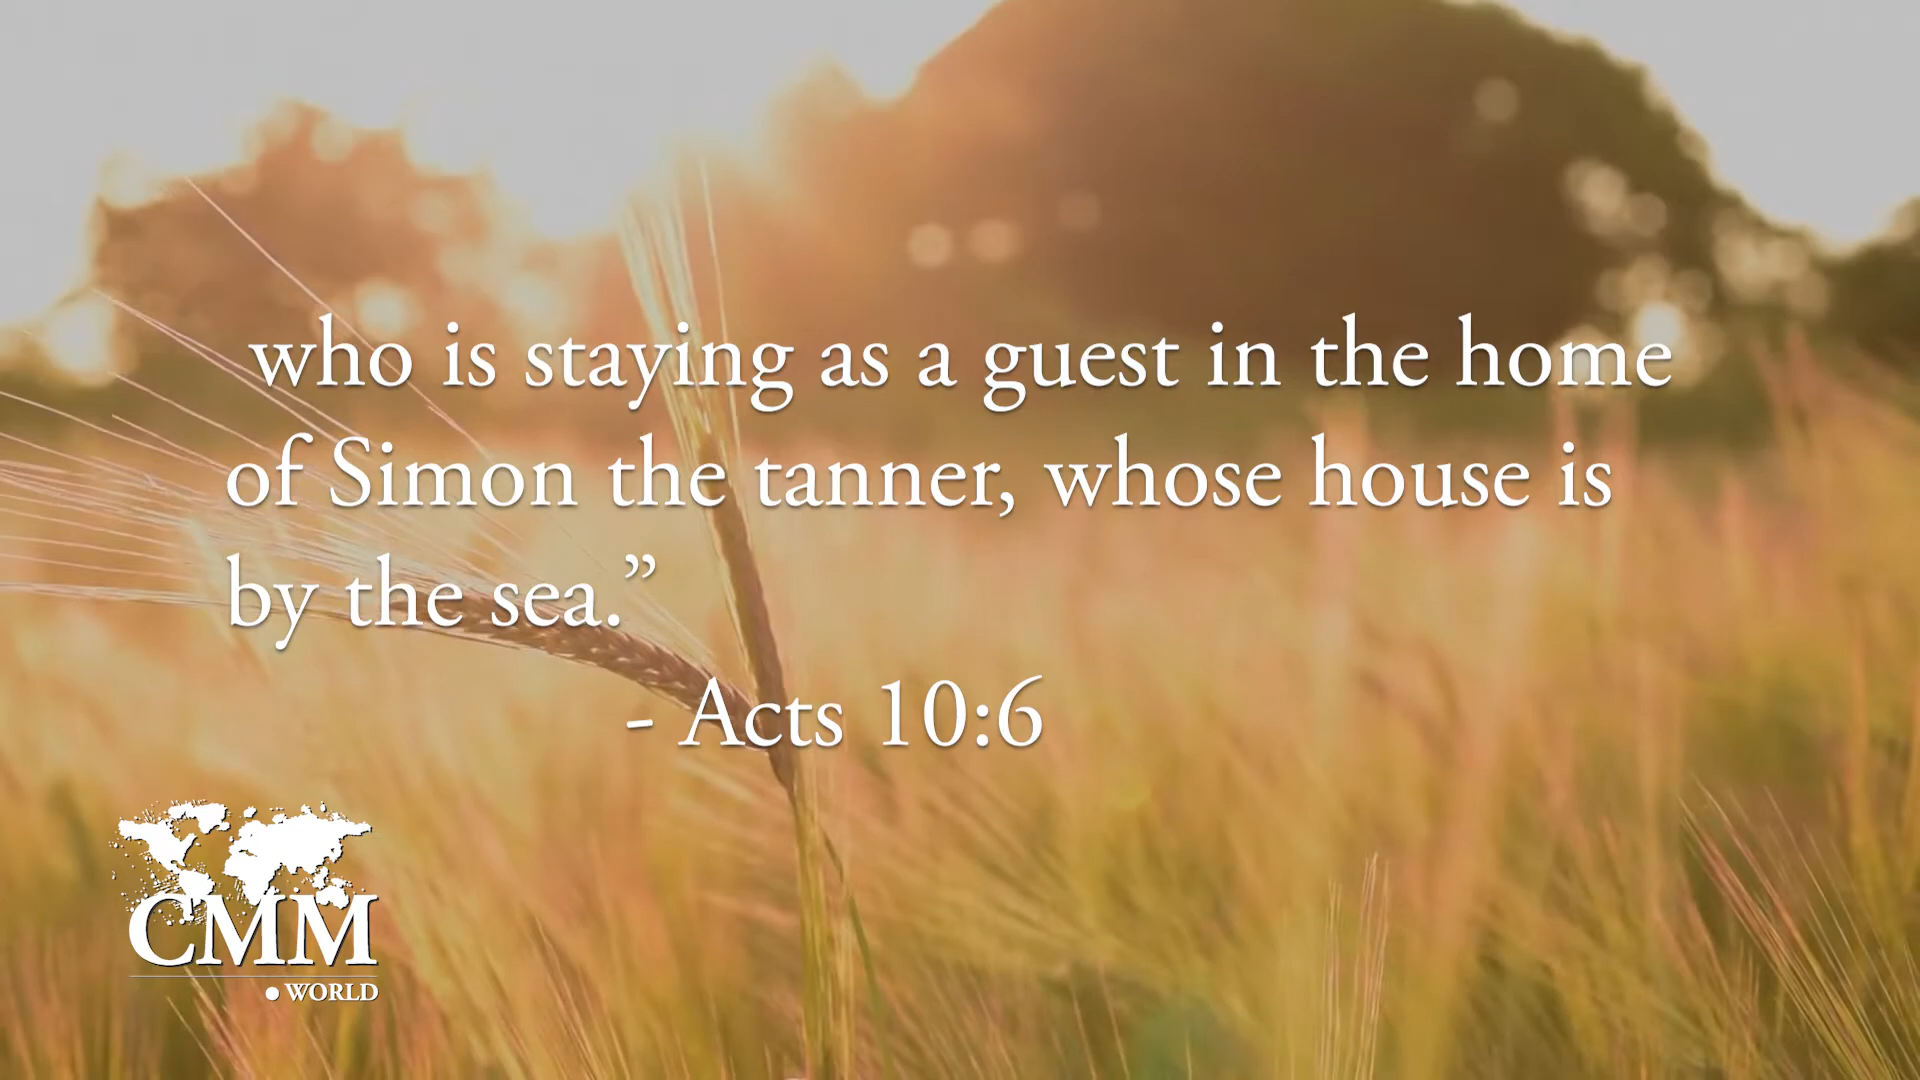 who is staying as a guest in the home
of Simon the tanner, whose house is
by the sea.”
- Acts 10:6
CMM
.WORLD